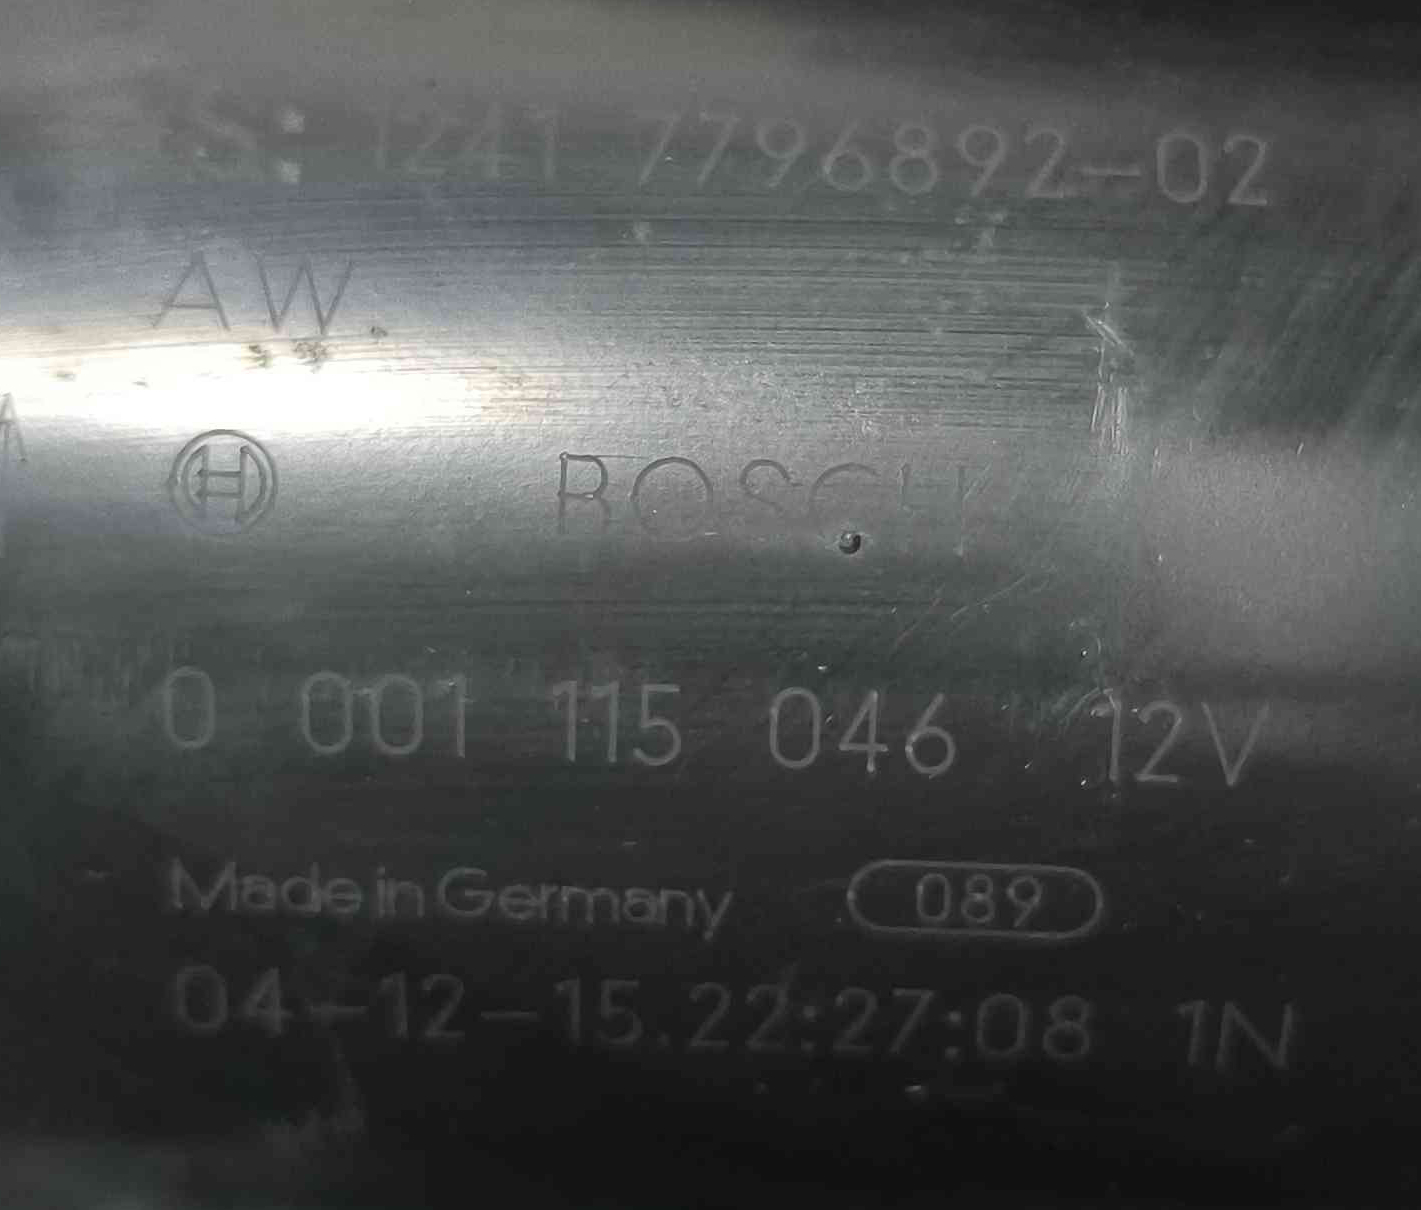 S: 1241 7796892-02
AW
BOSCH
0 001 115 046 12V
Made in Germany 089
04-12-15.22:27:08 1N